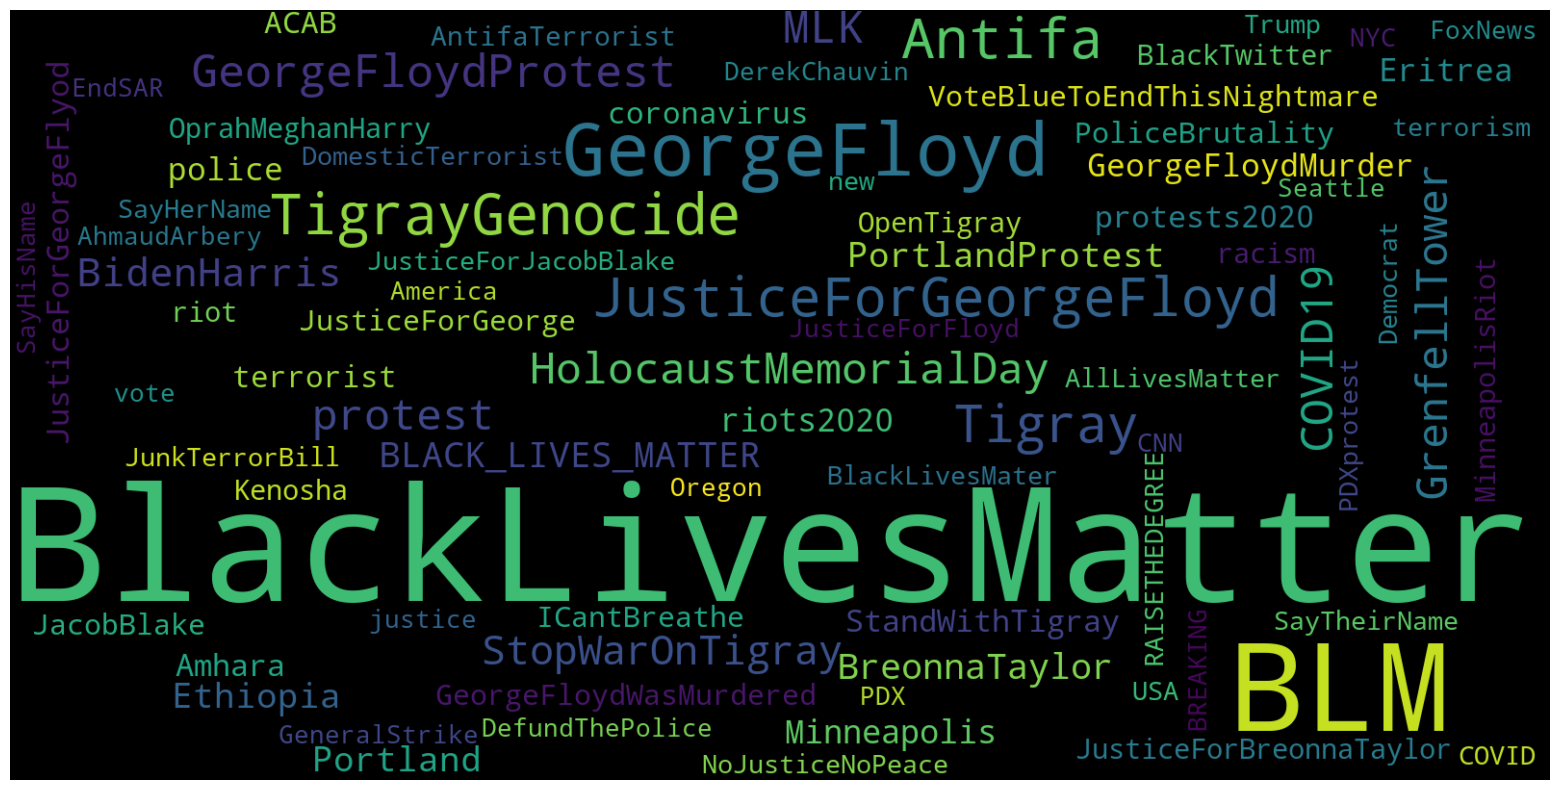 ACAB
AntifaTerrorist
MLK
Antifa
Trump
NYC
FoxNews
BlackTwitter
GeorgeFloydProtest
DerekChauvin
Eritrea
EndSAR
VoteBlueToEndThisNightmare
coronavirus
OprahMeghanHarry
GeorgeFloyd
PoliceBrutality
terrorism
DomesticTerrorist
police
GeorgeFloydMurder
new
Seattle
JusticeForGeorgeFlyod
SayHerName
TigrayGenocide
OpenTigray
protests2020
AhmaudArbery
SayHisName
PortlandProtest
racism
BidenHarris
JusticeForJacobBlake
Democrat
GrenfellTower
America
JusticeForGeorgeFloyd
COVID19
riot
JusticeForGeorge
JusticeForFloyd
MinneapolisRiot
HolocaustMemorialDay
terrorist
AllLivesMatter
vote
protest
riots2020
Tigray
CNN
PDXprotest
JunkTerrorBill
BLACK_LIVES_MATTER
BlackLivesMater
Kenosha
Oregon
BlackLivesMatter
RAISETHEDEGREE
JacobBlake
justice
ICantBreathe
StandWithTigray
BREAKING
SayTheirName
StopWarOnTigray
Amhara
BreonnaTaylor
BLM
Ethiopia
GeorgeFloydWasMurdered
PDX
USA
GeneralStrike
DefundThePolice
Minneapolis
JusticeForBreonnaTaylor
COVID
Portland
NoJusticeNoPeace